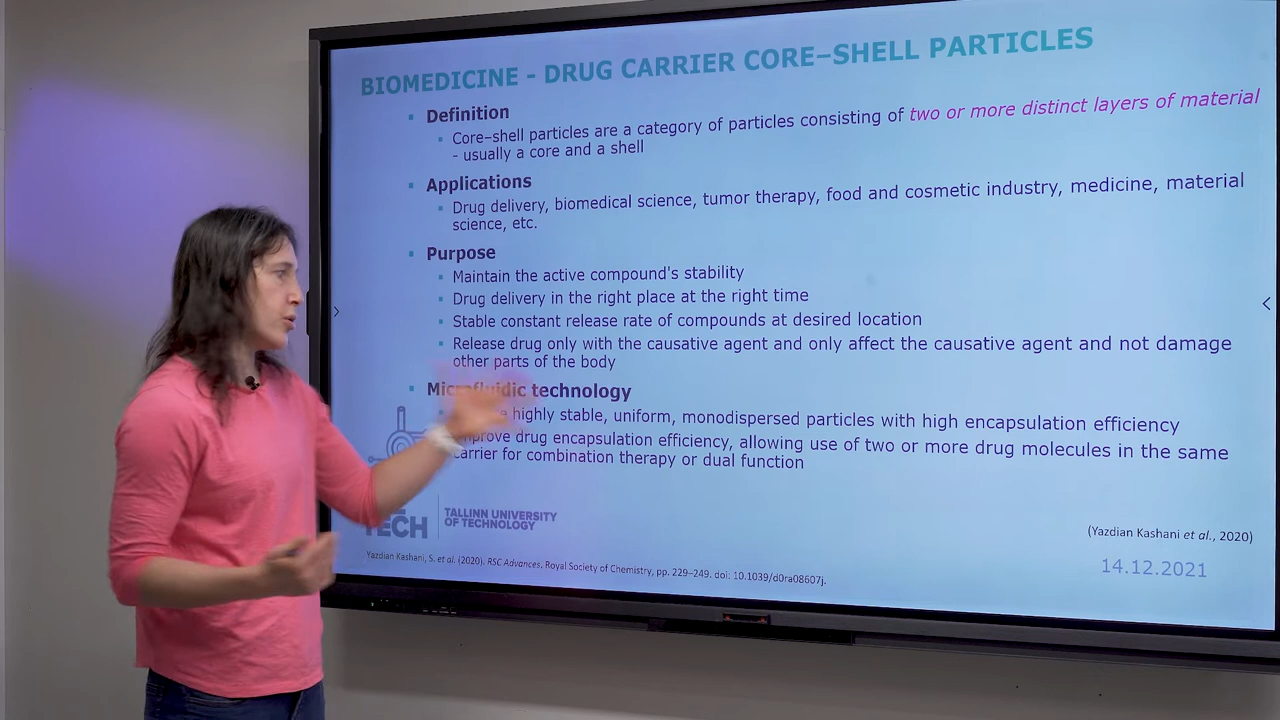 BIOMEDICINE - DRUG CARRIER CORE–SHELL PARTICLES
Definition
Core–shell particles are a category of particles consisting of two or more distinct layers of material
- usually a core and a shell
Applications
Drug delivery, biomedical science, tumor therapy, food and cosmetic industry, medicine, material
science, etc.
Purpose
Maintain the active compound's stability
Drug delivery in the right place at the right time
Stable constant release rate of compounds at desired location
Release drug only with the causative agent and only affect the causative agent and not damage
other parts of the body
Microfluidic technology
highly stable, uniform, monodispersed particles with high encapsulation efficiency
Improve drug encapsulation efficiency, allowing use of two or more drug molecules in the same
carrier for combination therapy or dual function
TECH
TALLINN UNIVERSITY
OF TECHNOLOGY
(Yazdian Kashani et al., 2020)
Yazdian Kashani, S. et al. (2020). RSC Advances. Royal Society of Chemistry, pp. 229–249. doi: 10.1039/d0ra08607j.
14.12.2021